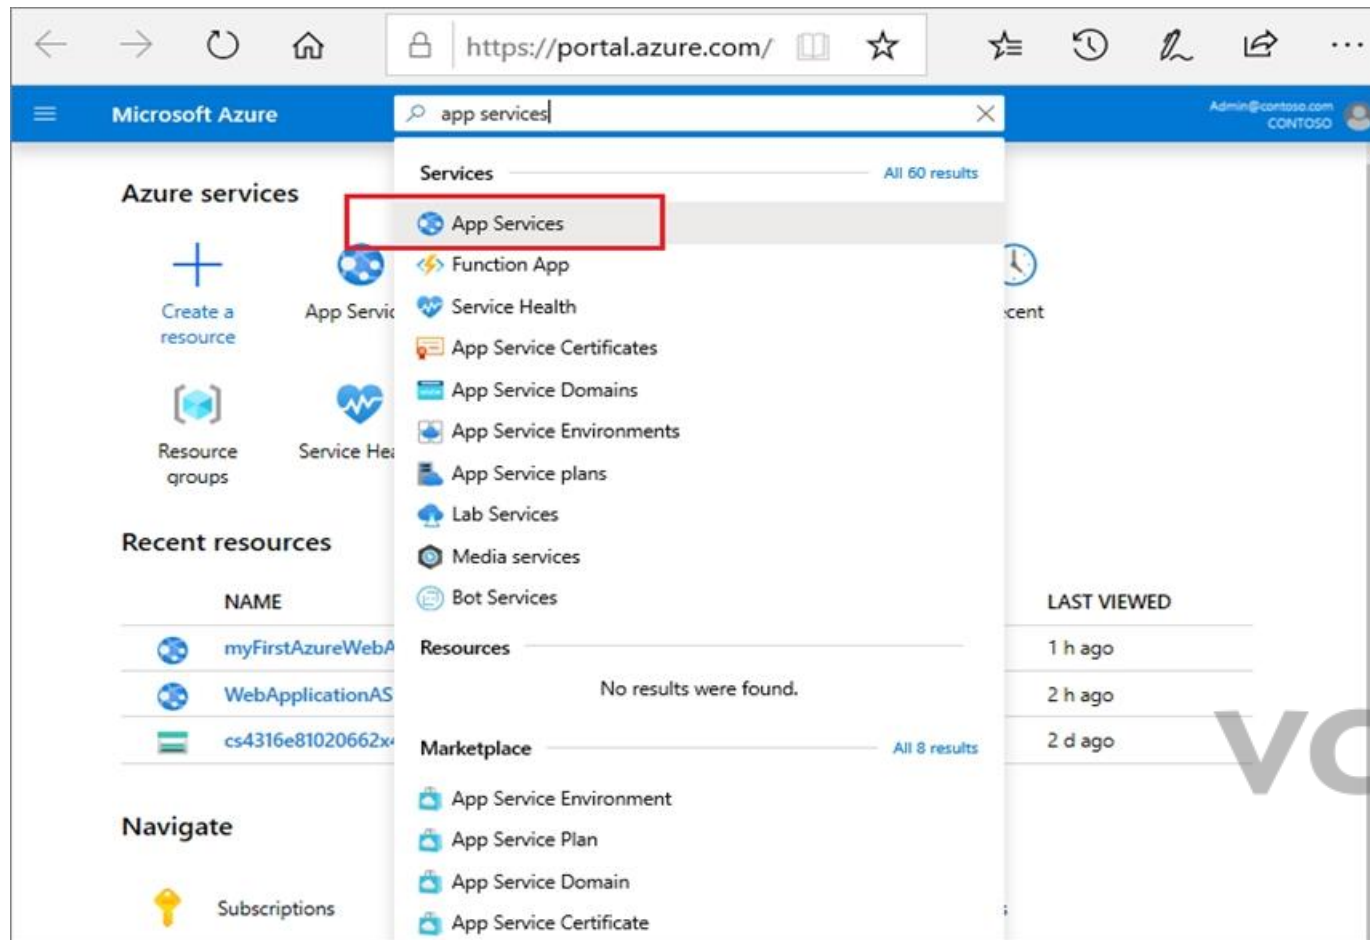 https://portal.azure.com/
Microsoft Azure
app services
Admin@contoso.com
CONTOSO
Azure services
Create a
resource
App Servic
cent
Resource
groups
Service Hea
Services
All 60 results
App Services
Function App
Service Health
App Service Certificates
App Service Domains
App Service Environments
App Service plans
Lab Services
Media services
Bot Services
Resources
No results were found.
Marketplace
All 8 results
App Service Environment
App Service Plan
App Service Domain
App Service Certificate
Recent resources
NAME
LAST VIEWED
myFirstAzureWebA
1 h ago
WebApplicationAS
2 h ago
cs4316e81020662x4
2 d ago
Navigate
Subscriptions
VC